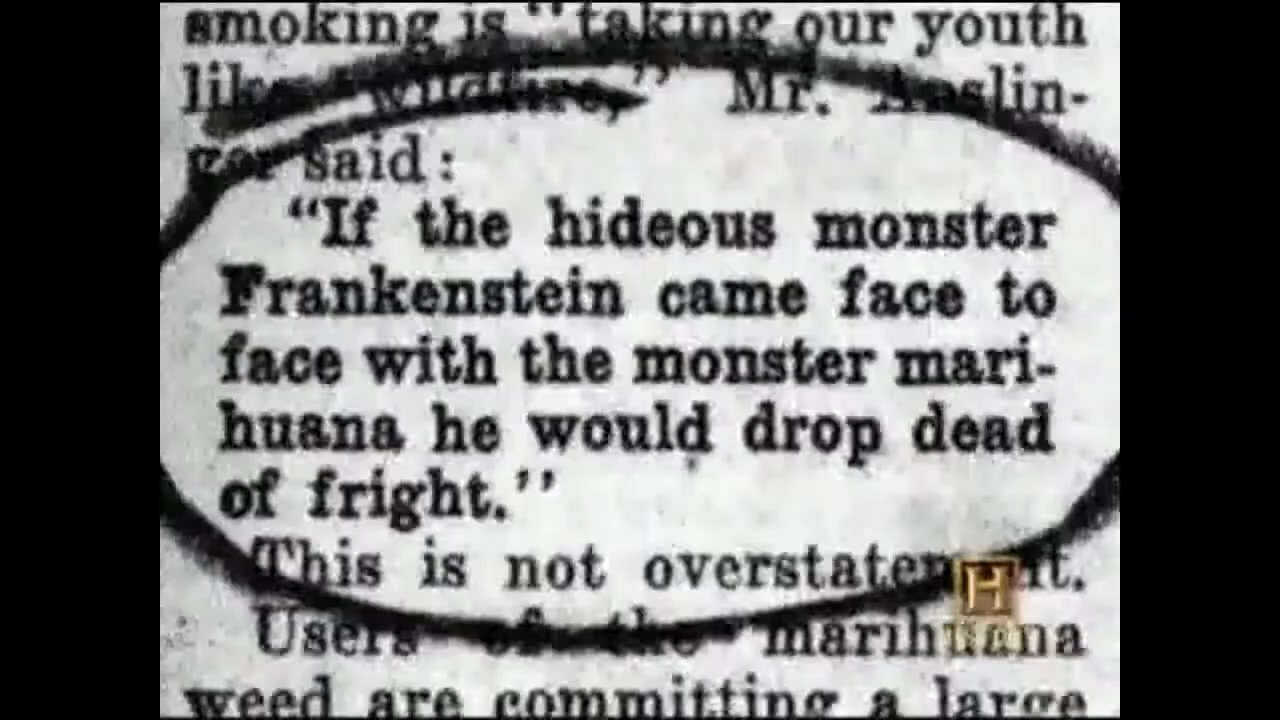 smoking is "taking our youth
like wildfire," Mr. Anslin-
ger said:
"If the hideous monster
Frankenstein came face to
face with the monster mari-
huana he would drop dead
of fright."
This is not overstatement.
Users of the marihuana
weed are committing a large
H